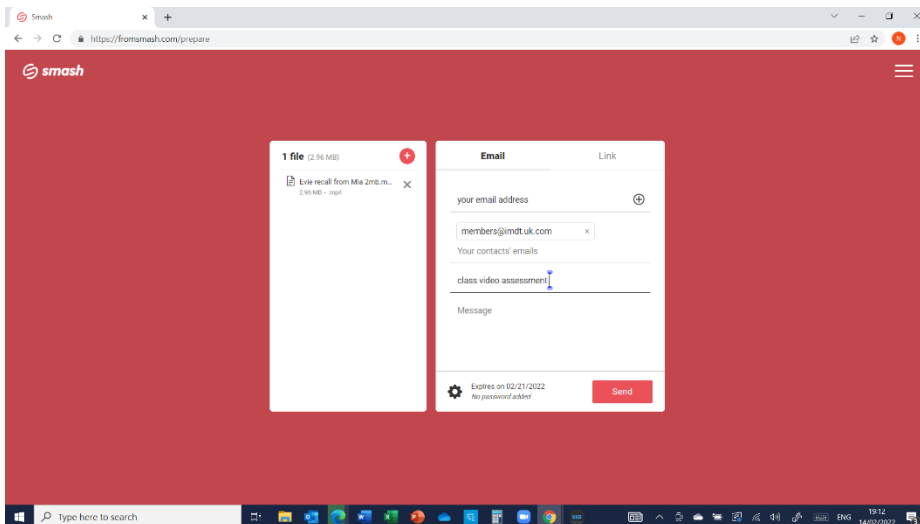 Smash
https://fromsmash.com/prepare
N
smash
1 file (2.96 MB)
Evie recall from Mia 2mb.m...
2.96 MB - .mp4
Email
Link
your email address
members@imdt.uk.com
Your contacts' emails
class video assessment
Message
Expires on 02/21/2022
No password added
Send
Type here to search
ENG
19:12
14/02/2022